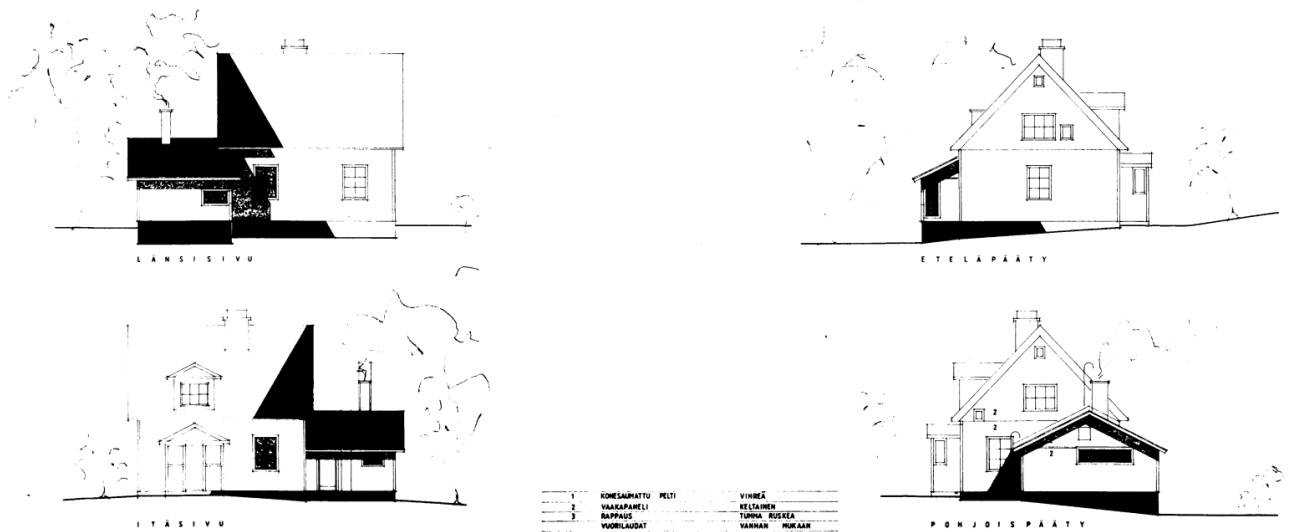 LÄNSISIVU
ETELÄPÄÄTY
2
2
2
ITÄSIVU
1 KONESAUMATTU PELTI VIHREÄ
2 VAAKAPANELI KELTAINEN
3 RAPPAUS TUMMA RUSKEA
VUORILAUDAT VANHAN MUKAAN
POHJOISPÄÄTY